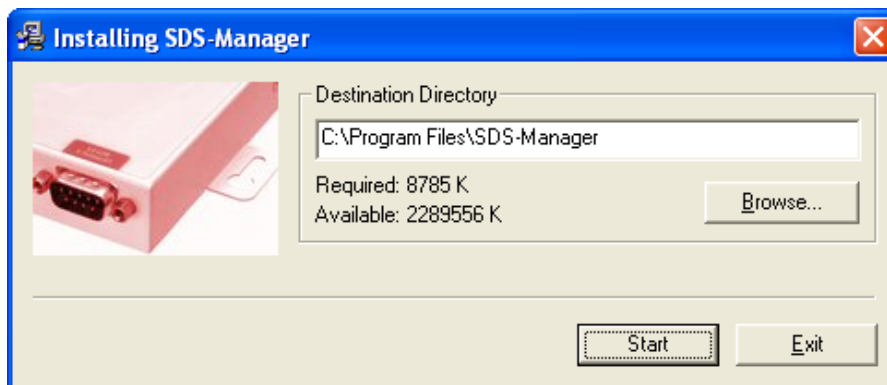 Installing SDS-Manager
Destination Directory
C:\Program Files\SDS-Manager
Required: 8785 K
Available: 2289556 K
Browse...
Start
Exit